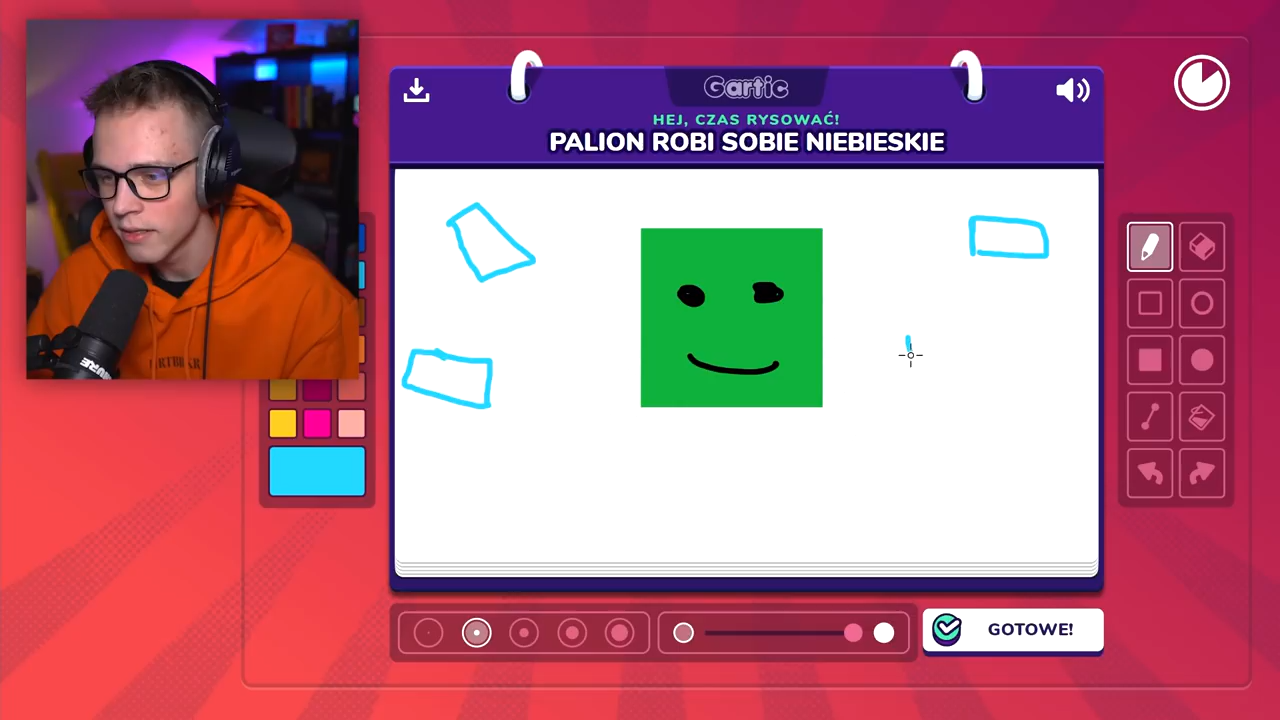 Gartic
HEJ, CZAS RYSOWAĆ!
PALION ROBI SOBIE NIEBIESKIE
GOTOWE!